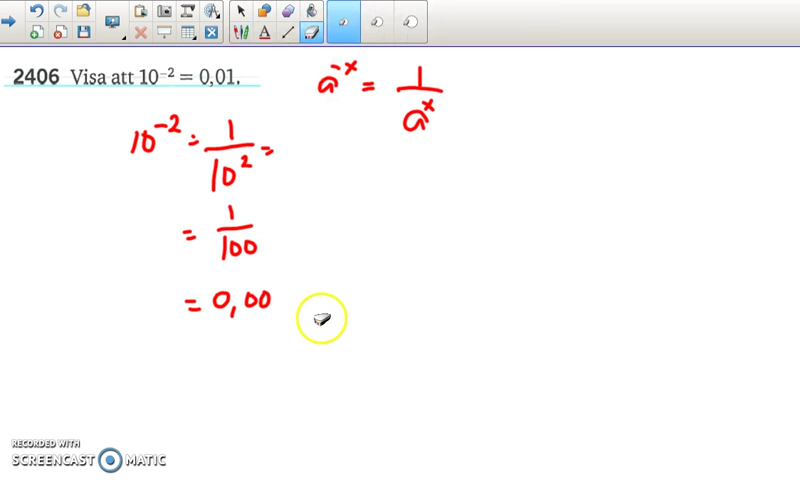 2406 Visa att 10⁻² = 0,01.
a⁻ˣ = 1/aˣ
10⁻² = 1/10² =
= 1/100
= 0,00
RECORDED WITH
SCREENCAST MATIC